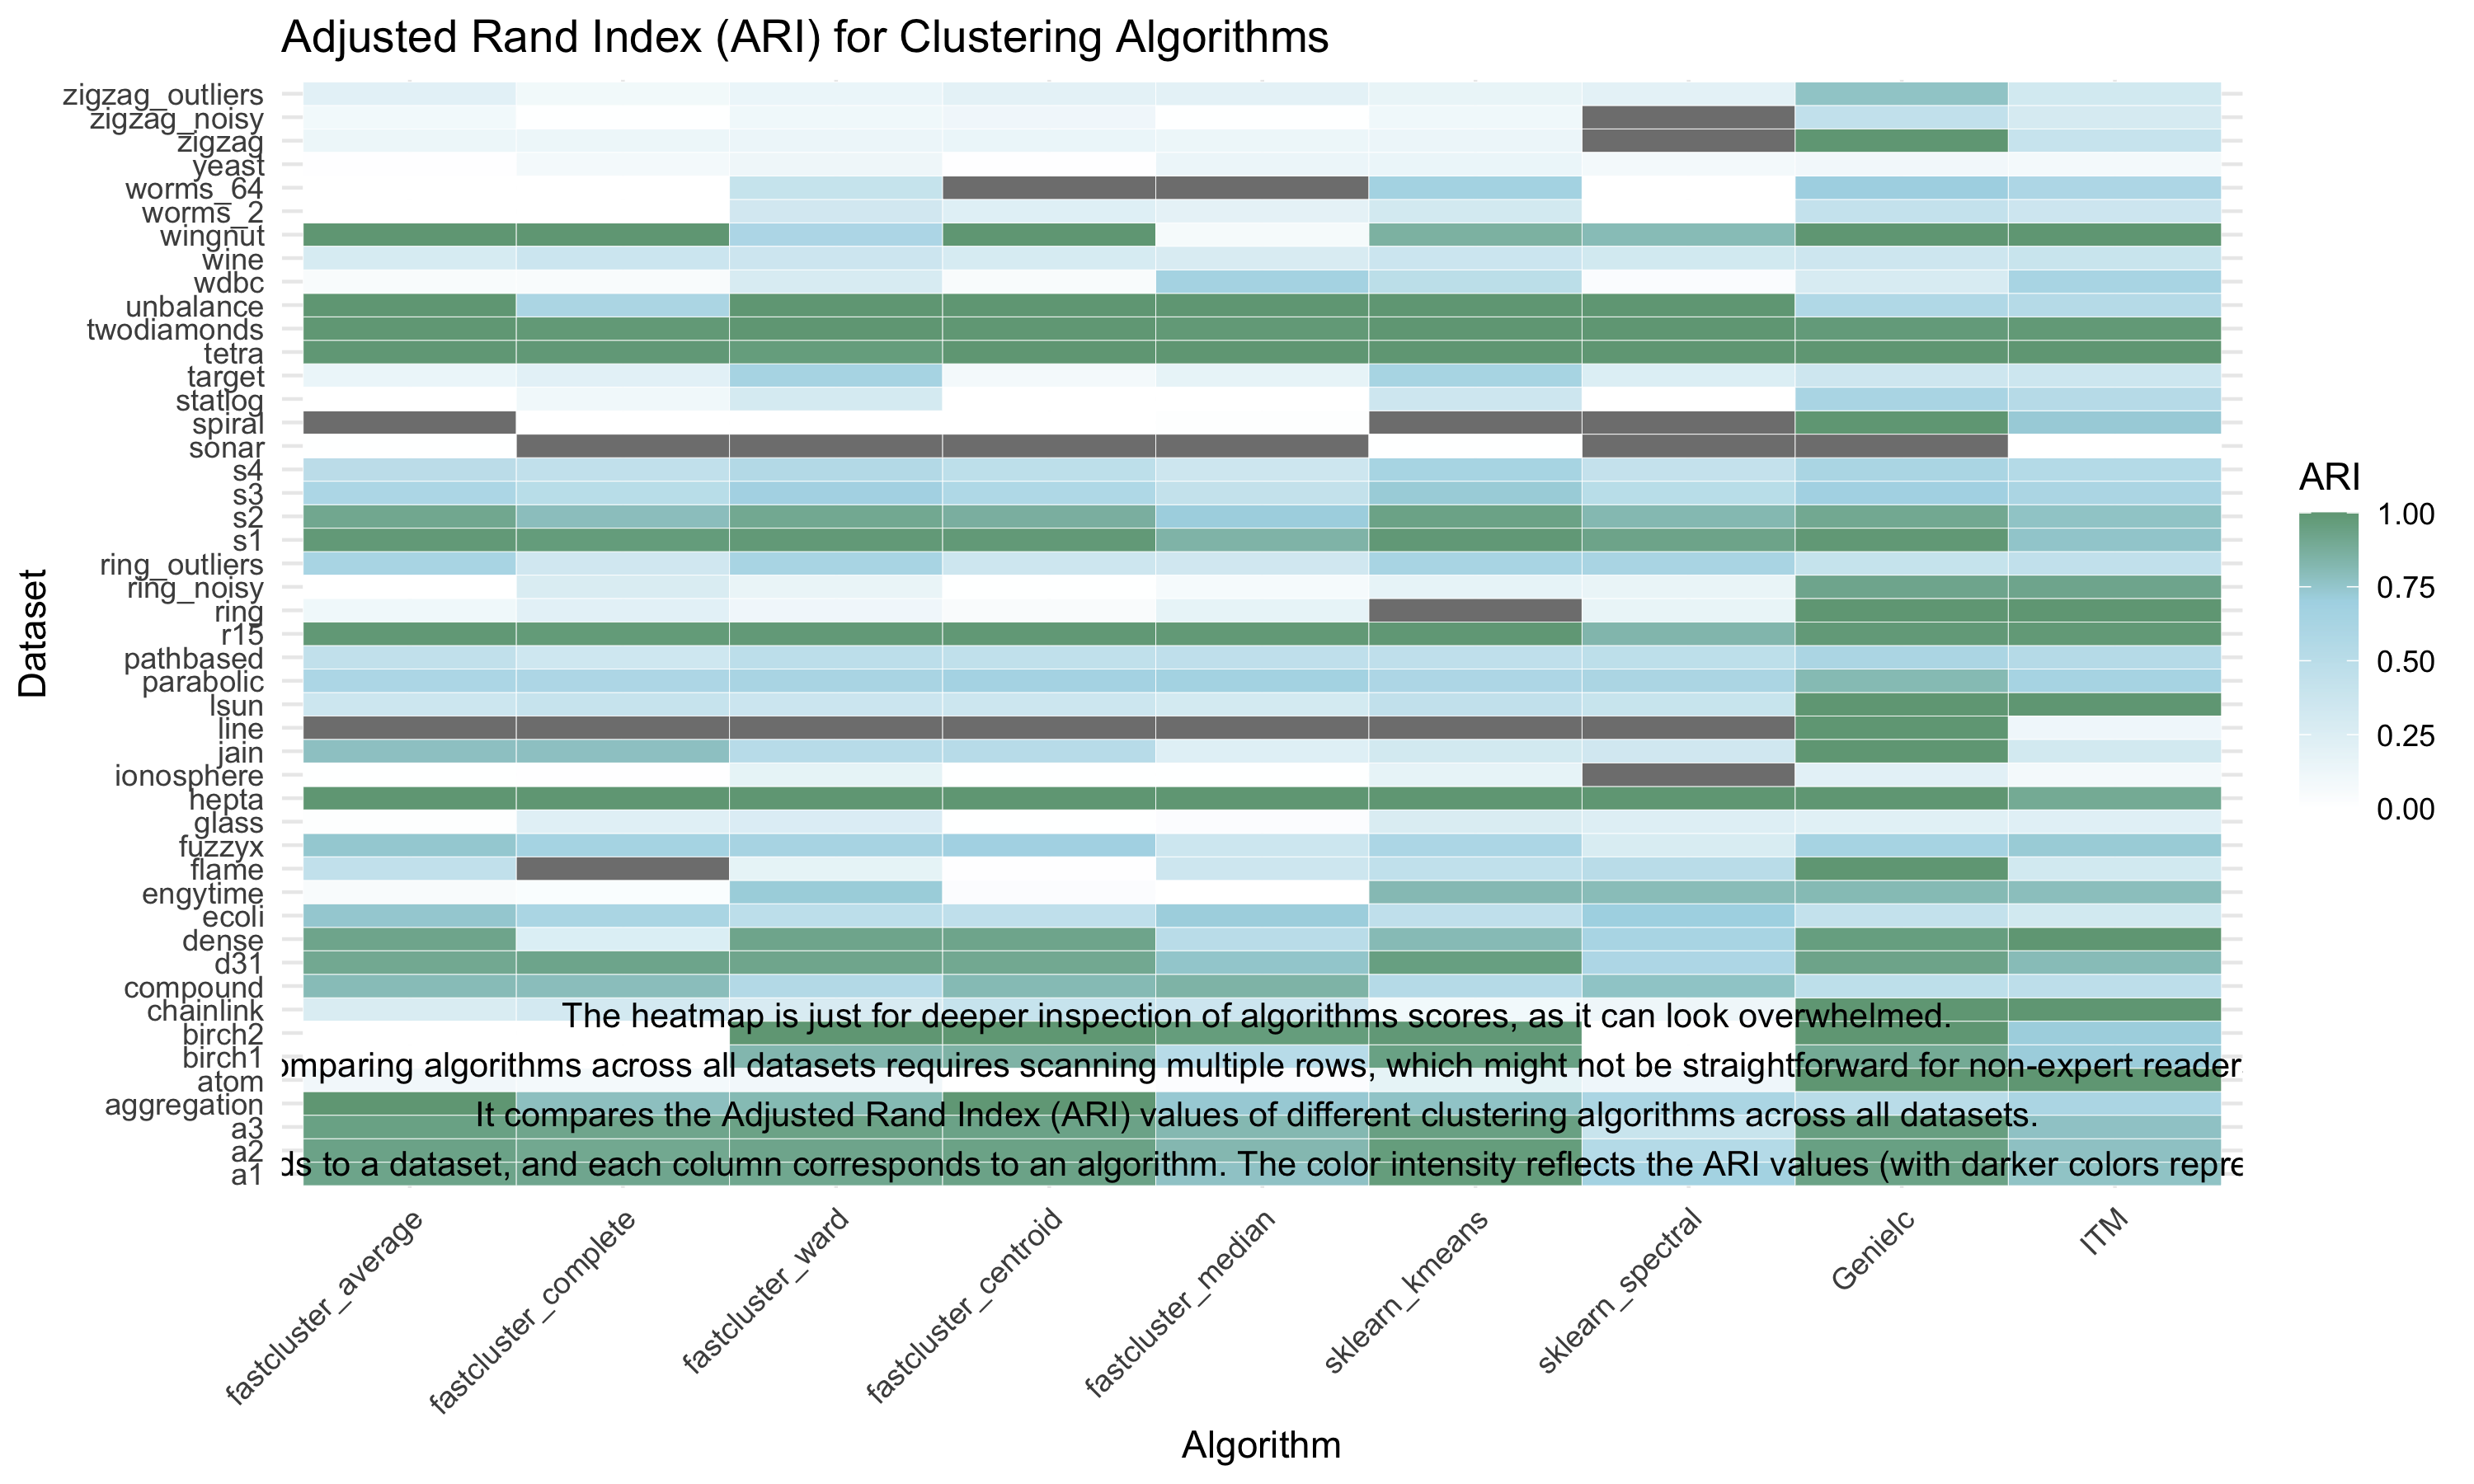 Adjusted Rand Index (ARI) for Clustering Algorithms
Dataset
zigzag_outliers
zigzag_noisy
zigzag
yeast
worms_64
worms_2
wingnut
wine
wdbc
unbalance
twodiamonds
tetra
target
statlog
spiral
sonar
s4
s3
s2
s1
ring_outliers
ring_noisy
ring
r15
pathbased
parabolic
lsun
line
jain
ionosphere
hepta
glass
fuzzyx
flame
engytime
ecoli
dense
d31
compound
chainlink
birch2
birch1
atom
aggregation
a3
a2
a1
The heatmap is just for deeper inspection of algorithms scores, as it can look overwhelmed.
omparing algorithms across all datasets requires scanning multiple rows, which might not be straightforward for non-expert reader
It compares the Adjusted Rand Index (ARI) values of different clustering algorithms across all datasets.
ds to a dataset, and each column corresponds to an algorithm. The color intensity reflects the ARI values (with darker colors repre
fastcluster_average
fastcluster_complete
fastcluster_ward
fastcluster_centroid
fastcluster_median
sklearn_kmeans
sklearn_spectral
GenieIc
ITM
Algorithm
ARI
1.00
0.75
0.50
0.25
0.00